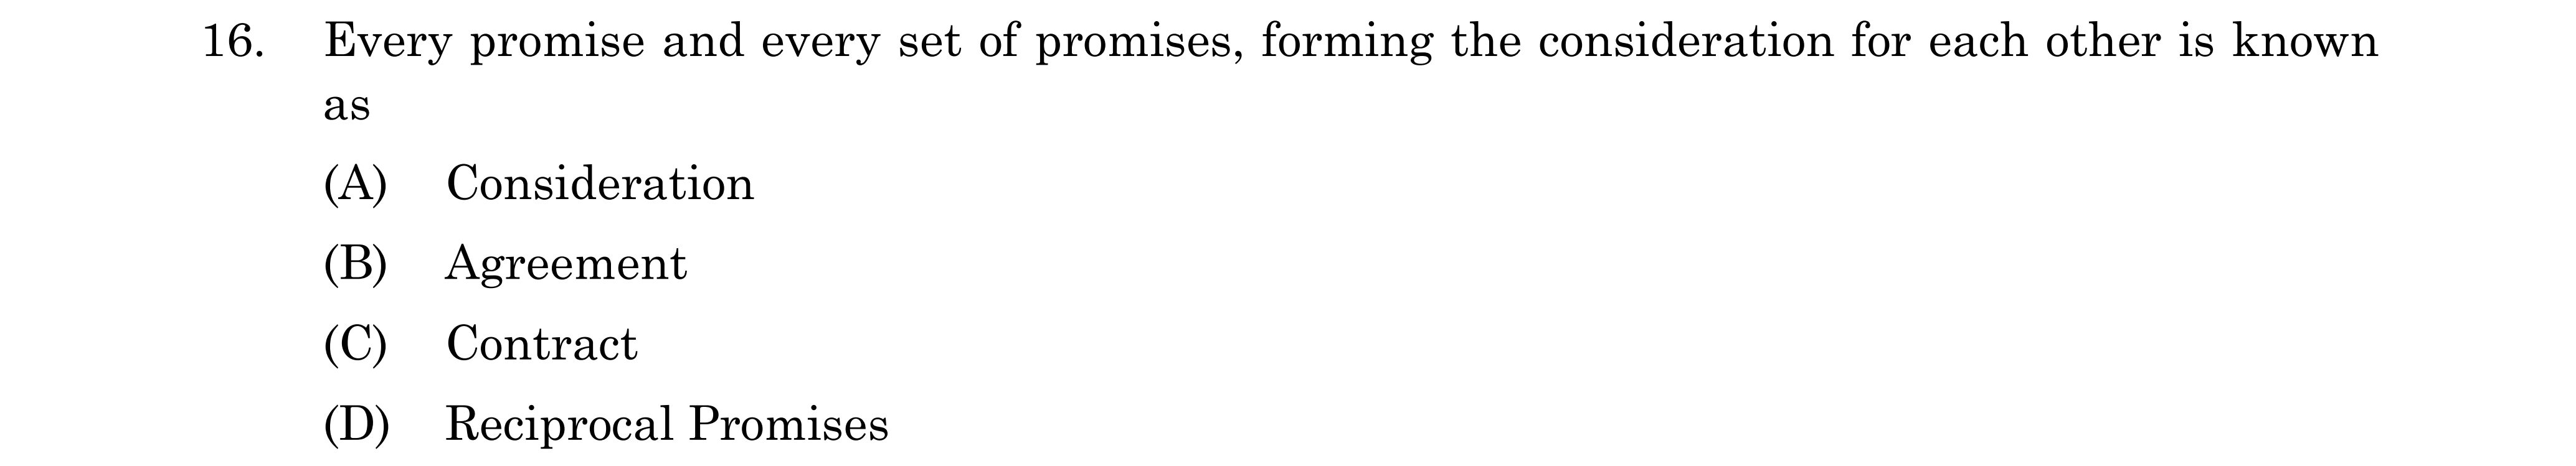 16. Every promise and every set of promises, forming the consideration for each other is known
as
(A) Consideration
(B) Agreement
(C) Contract
(D) Reciprocal Promises